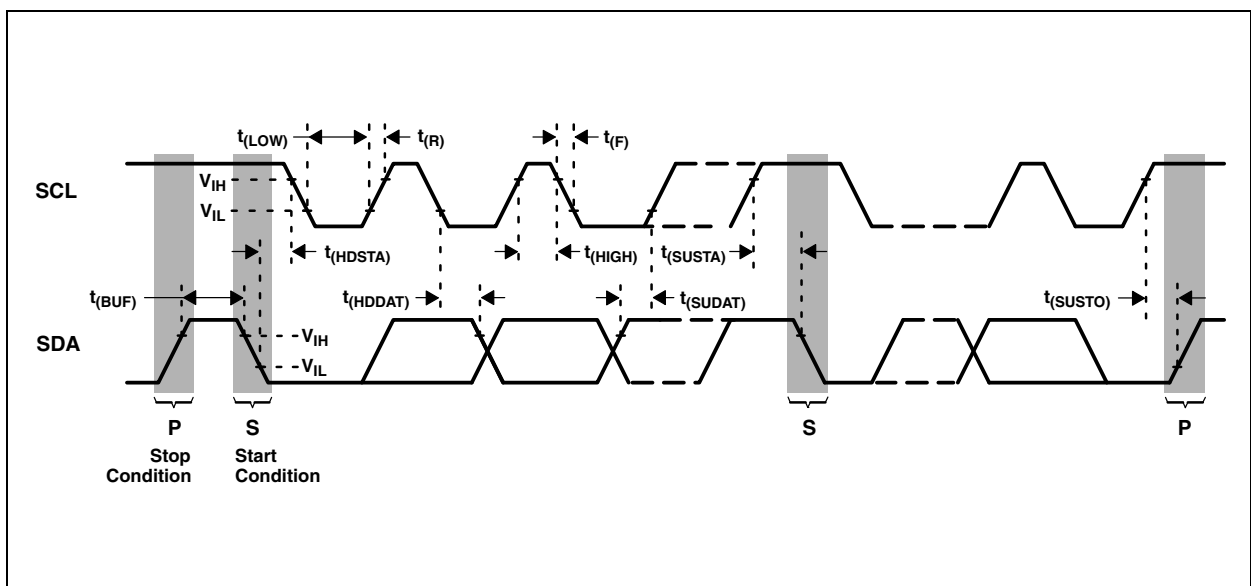 t(LOW) t(R) t(F)
SCL
VIH
VIL
t(HDSTA) t(HIGH) t(SUSTA)
t(BUF) t(HDDAT) t(SUDAT) t(SUSTO)
SDA
VIH
VIL
P S S P
Stop Condition
Start Condition